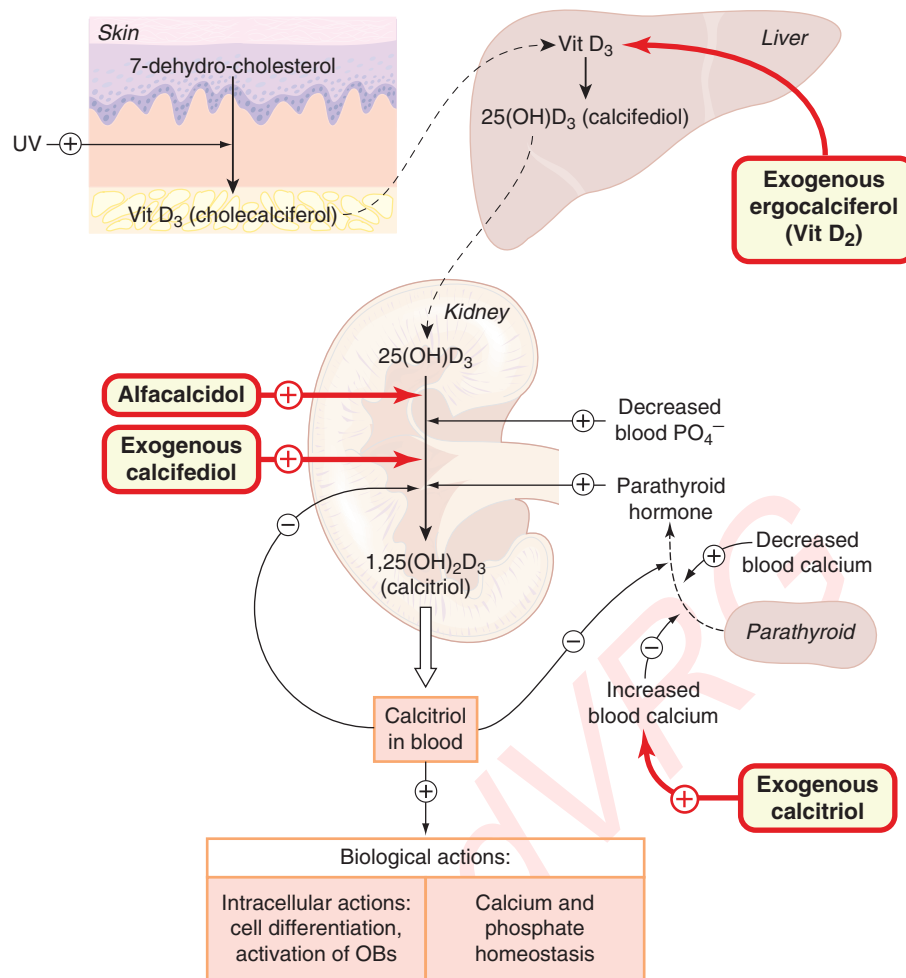 Skin
7-dehydro-cholesterol
UV +
Vit D3 (cholecalciferol)
Liver
Vit D3
25(OH)D3 (calcifediol)
Exogenous
ergocalciferol
(Vit D2)
Kidney
25(OH)D3
Alfacalcidol +
Exogenous
calcifediol +
+ Decreased
blood PO4−
+ Parathyroid
hormone
−
1,25(OH)2D3
(calcitriol)
+ Decreased
blood calcium
Parathyroid
−
−
Increased
blood calcium
Calcitriol
in blood
+
+
Exogenous
calcitriol
Biological actions:
Intracellular actions:
cell differentiation,
activation of OBs
Calcium and
phosphate
homeostasis
dVRG